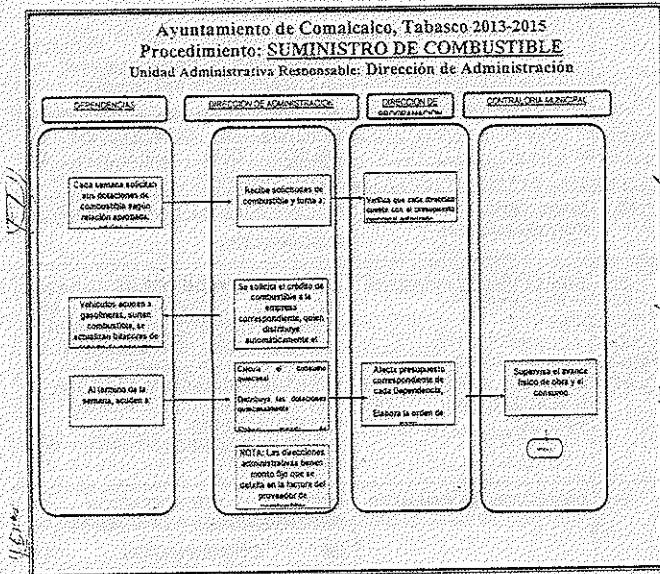 Ayuntamiento de Comalcalco, Tabasco 2013-2015
Procedimiento: SUMINISTRO DE COMBUSTIBLE
Unidad Administrativa Responsable: Dirección de Administración
DEPENDENCIAS
DIRECCIÓN DE ADMINISTRACIÓN
DIRECCIÓN DE
PROGRAMACIÓN
CONTRALORIA MUNICIPAL
Cada semana solicitan
sus dotaciones de
combustible según
relación aprobada,
Recibe solicitudes de
combustible y turna a:
Verifica que cada directiva
cuente con el presupuesto
Vehículos acuden a
gasolineras, surten
combustible, se
actualizan bitácoras de
Se solicita el crédito de
combustible a la
empresa
correspondiente, quien
distribuye
automáticamente el
Al término de la
semana, acuden a:
Calcula el consumo
quincenal
Distribuye las dotaciones
quincenalmente
Afecta presupuesto
correspondiente de
cada Dependencia,
Elabora la orden de
Supervisa el avance
físico de obra y el
consumo
NOTA: Las direcciones
administrativas tienen
monto fijo que se
detalla en la factura del
proveedor de